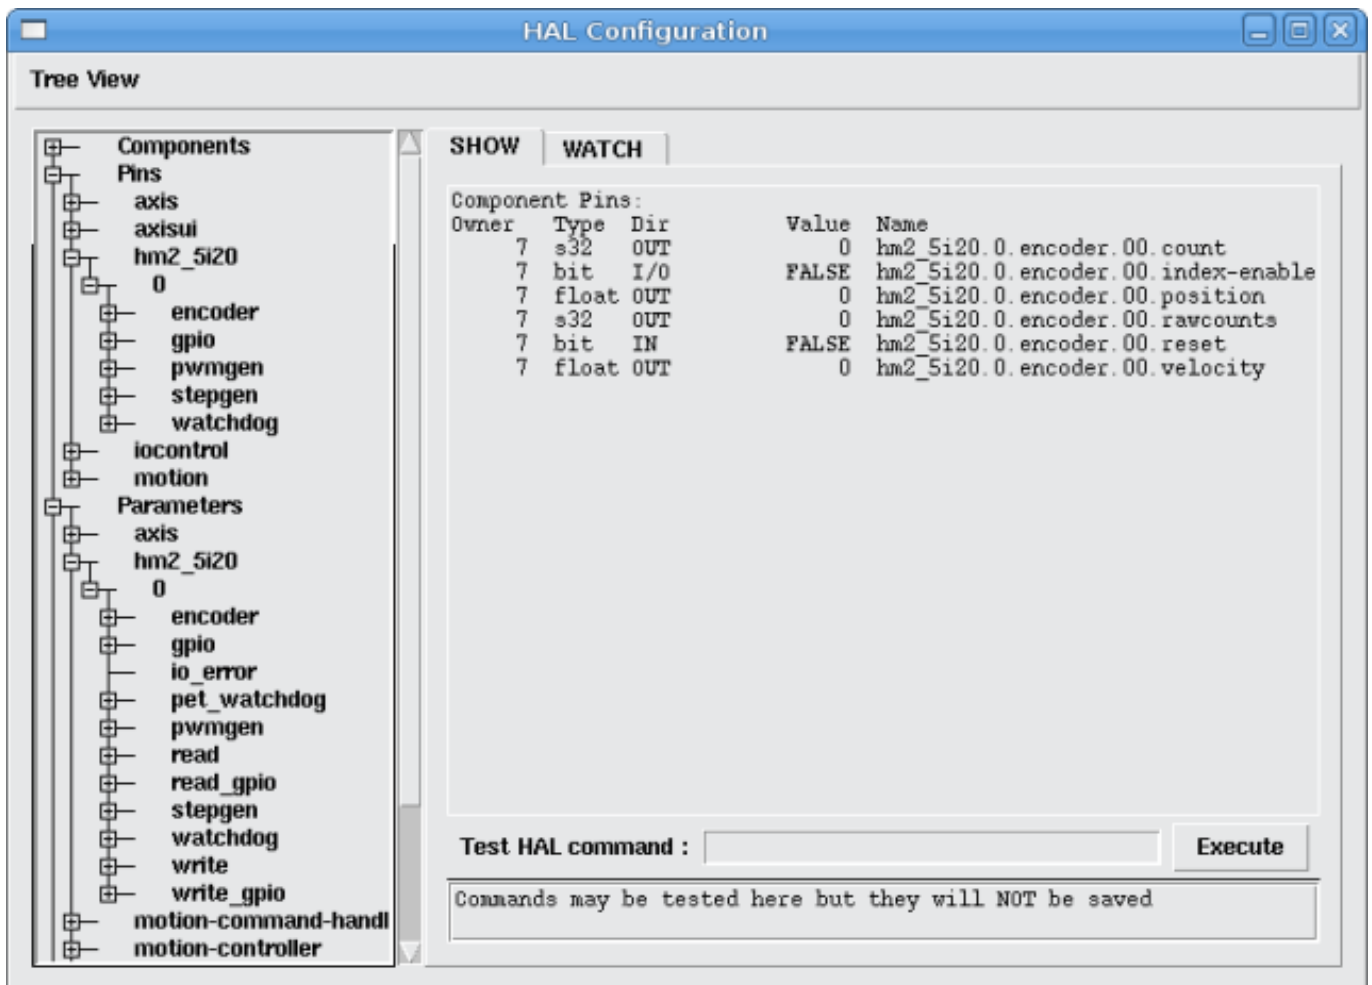 HAL Configuration
Tree View
Components
Pins
axis
axisui
hm2_5i20
0
encoder
gpio
pwmgen
stepgen
watchdog
iocontrol
motion
Parameters
axis
hm2_5i20
0
encoder
gpio
io_error
pet_watchdog
pwmgen
read
read_gpio
stepgen
watchdog
write
write_gpio
motion-command-handl
motion-controller
SHOW WATCH
Component Pins:
Owner Type Dir Value Name
7 s32 OUT 0 hm2_5i20.0.encoder.00.count
7 bit I/O FALSE hm2_5i20.0.encoder.00.index-enable
7 float OUT 0 hm2_5i20.0.encoder.00.position
7 s32 OUT 0 hm2_5i20.0.encoder.00.rawcounts
7 bit IN FALSE hm2_5i20.0.encoder.00.reset
7 float OUT 0 hm2_5i20.0.encoder.00.velocity
Test HAL command : Execute
Commands may be tested here but they will NOT be saved